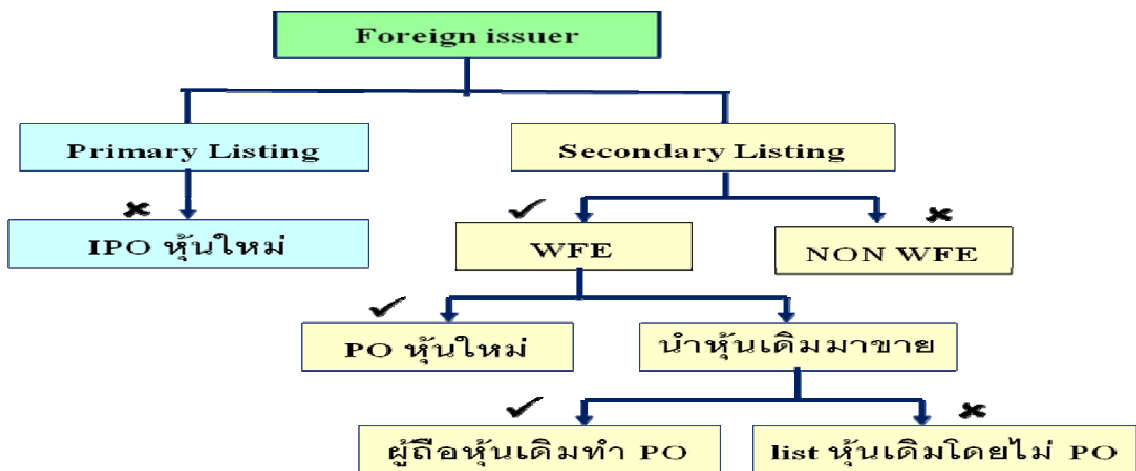 Foreign issuer
Primary Listing
Secondary Listing
IPO หุ้นใหม่
WFE
NON WFE
PO หุ้นใหม่
นำหุ้นเดิมมาขาย
ผู้ถือหุ้นเดิมทำ PO
list หุ้นเดิมโดยไม่ PO